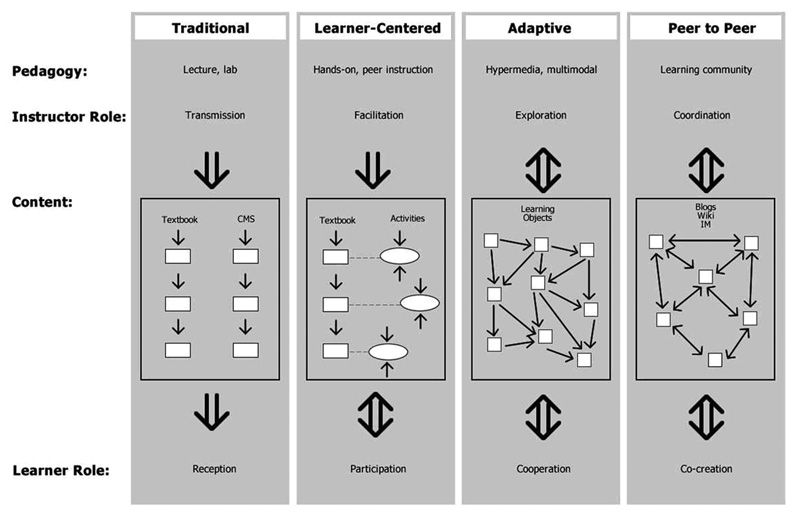 Traditional Learner-Centered Adaptive Peer to Peer
Pedagogy: Lecture, lab Hands-on, peer instruction Hypermedia, multimodal Learning community
Instructor Role: Transmission Facilitation Exploration Coordination
Content:
Textbook CMS
Textbook Activities
Learning
Objects
Blogs
Wiki
IM
Learner Role: Reception Participation Cooperation Co-creation